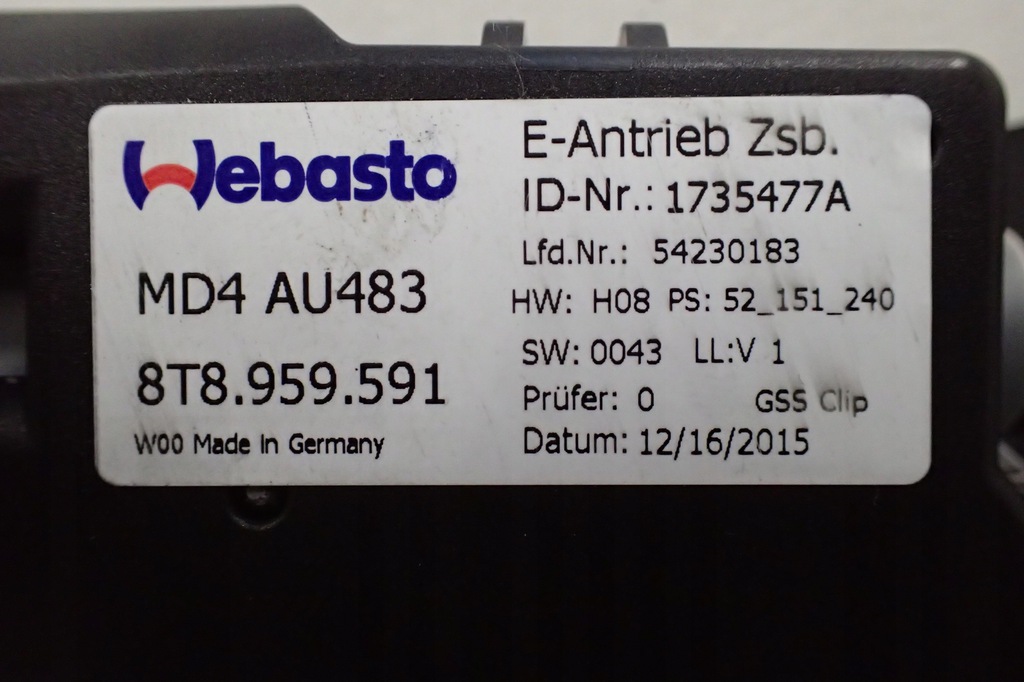 Webasto
MD4 AU483
8T8.959.591
W00 Made In Germany
E-Antrieb Zsb.
ID-Nr.: 1735477A
Lfd.Nr.: 54230183
HW: H08 PS: 52_151_240
SW: 0043 LL:V 1
Prüfer: 0 GSS Clip
Datum: 12/16/2015